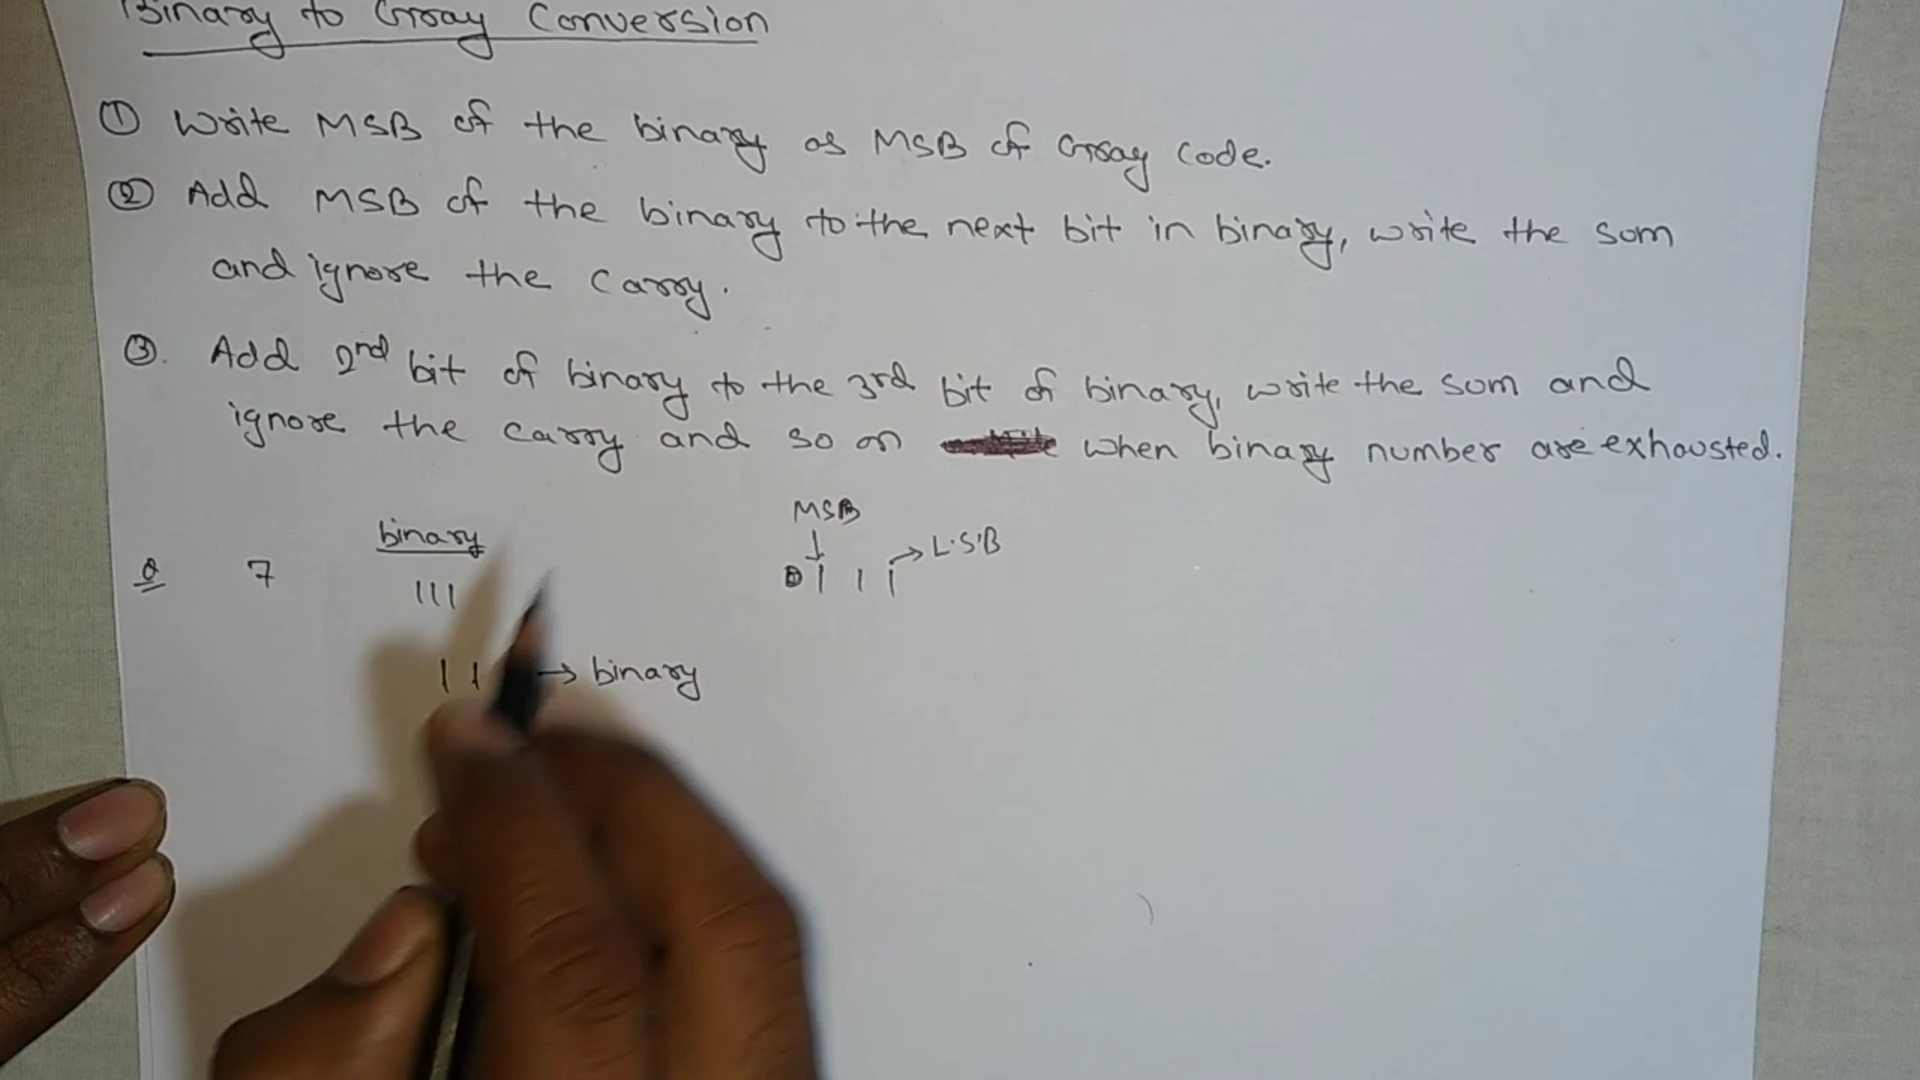 Binary to Gray Conversion
① Write MSB of the binary as MSB of Gray Code.
② Add MSB of the binary to the next bit in binary, write the sum
and ignore the carry.
③. Add 2nd bit of binary to the 3rd bit of binary, write the sum and
ignore the carry and so on when binary number are exhausted.
MSB
binary
L.S.B
Q 7
111
0 1 1 1
1 1 → binary